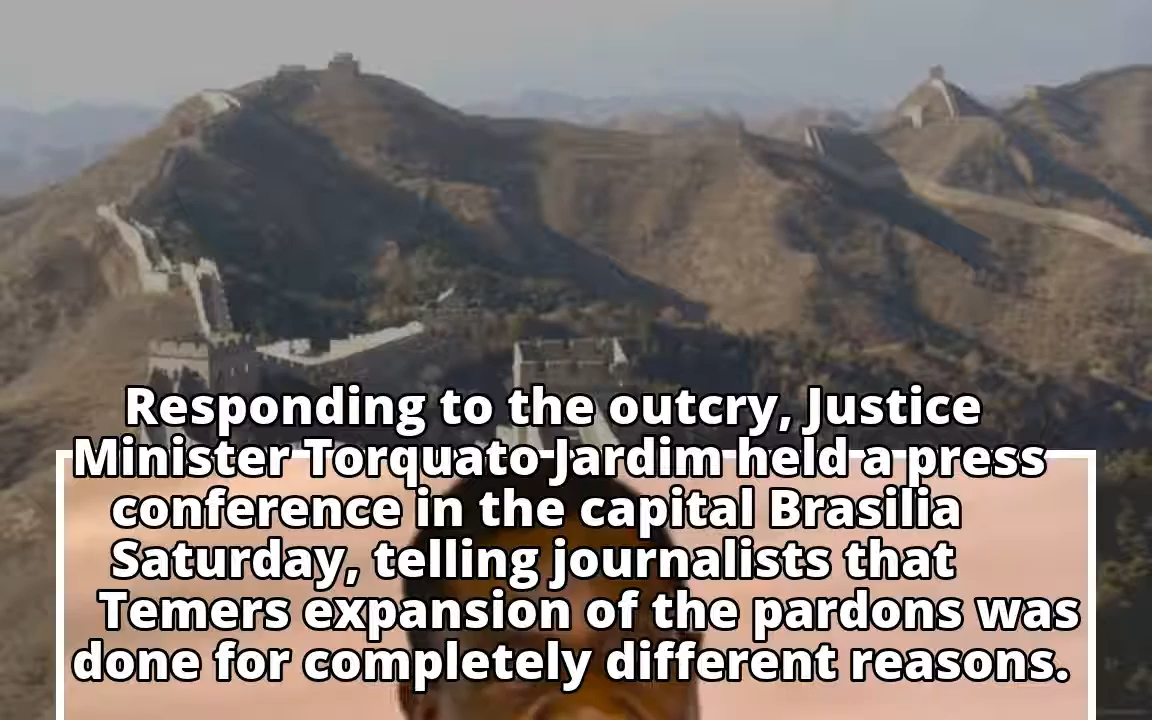 Responding to the outcry, Justice
Minister Torquato Jardim held a press
conference in the capital Brasilia
Saturday, telling journalists that
Temers expansion of the pardons was
done for completely different reasons.